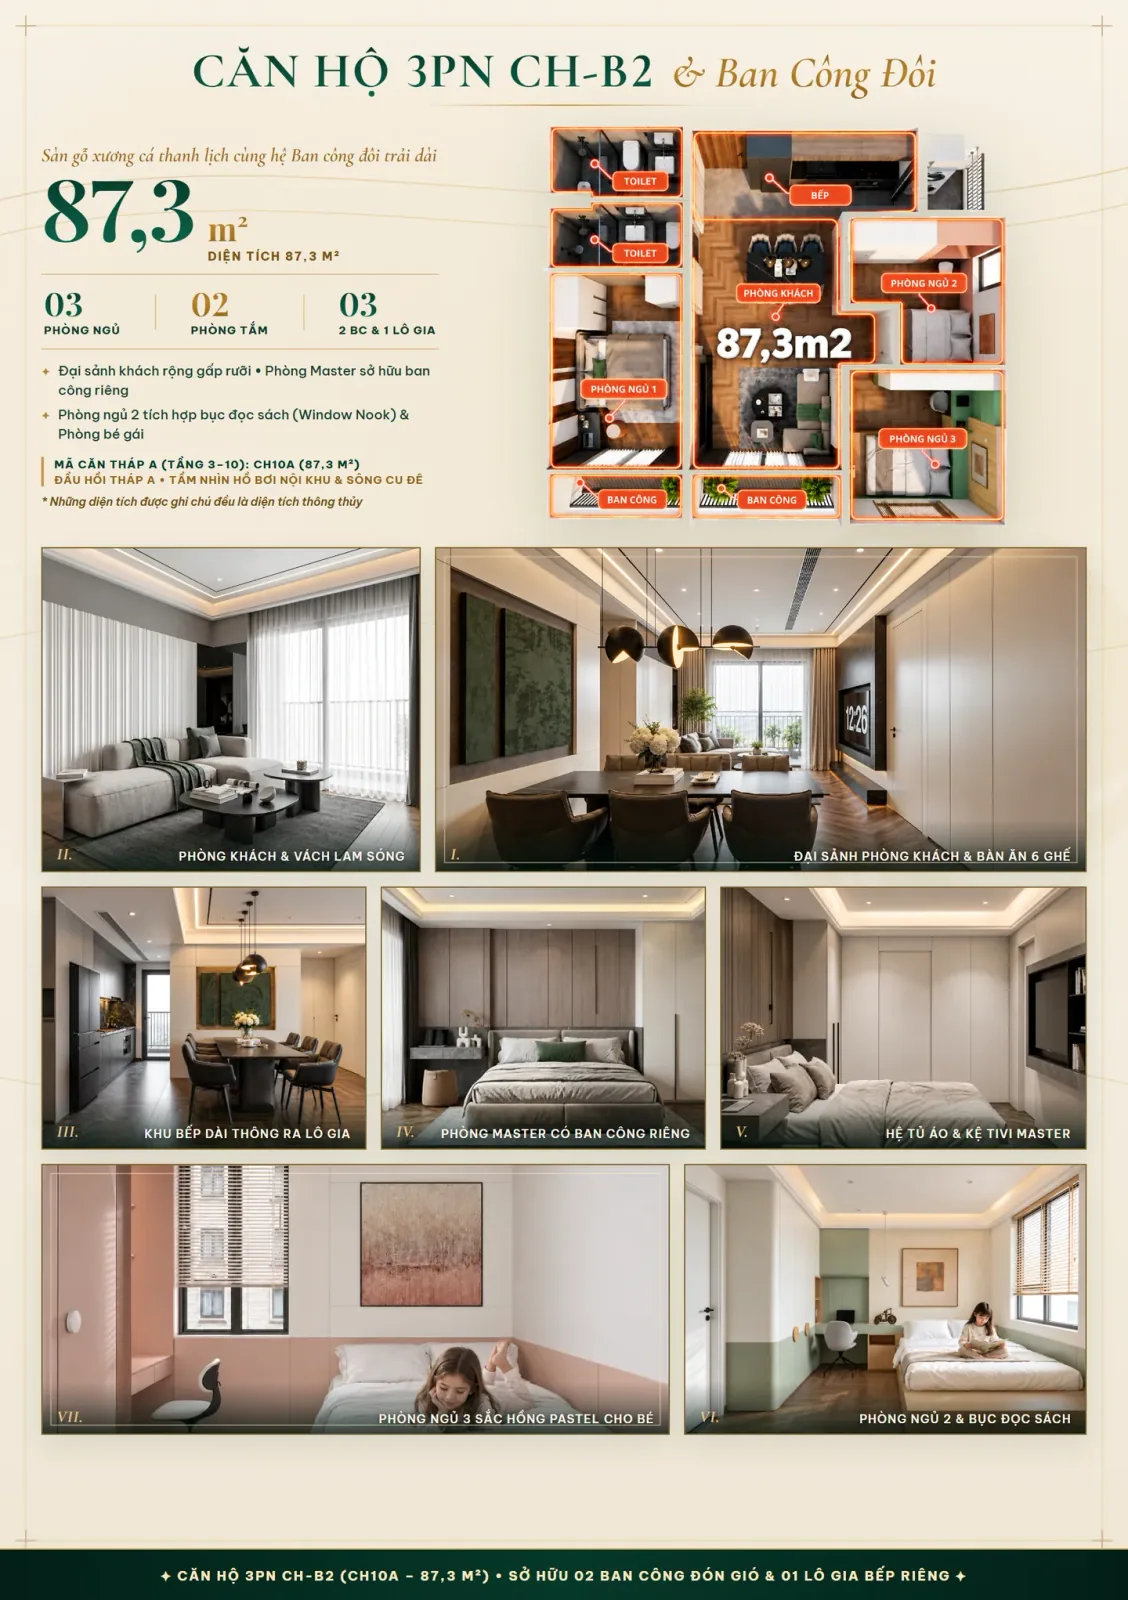 CĂN HỘ 3PN CH-B2 & Ban Công Đôi
Sàn gỗ xương cá thanh lịch cùng hệ Ban công đôi trải dài
87,3 m²
DIỆN TÍCH 87,3 M²
03
PHÒNG NGỦ
02
PHÒNG TẮM
03
2 BC & 1 LÔ GIA
✦ Đại sảnh khách rộng gấp rưỡi • Phòng Master sở hữu ban
công riêng
✦ Phòng ngủ 2 tích hợp bục đọc sách (Window Nook) &
Phòng bé gái
MÃ CĂN THÁP A (TẦNG 3-10): CH10A (87,3 M²)
ĐẦU HỒI THÁP A • TẦM NHÌN HỒ BƠI NỘI KHU & SÔNG CU ĐÊ
* Những diện tích được ghi chú đều là diện tích thông thủy
TOILET
BẾP
TOILET
PHÒNG KHÁCH
PHÒNG NGỦ 2
87,3m2
PHÒNG NGỦ 1
PHÒNG NGỦ 3
BAN CÔNG
BAN CÔNG
II.
PHÒNG KHÁCH & VÁCH LAM SÓNG
12:26
I.
ĐẠI SẢNH PHÒNG KHÁCH & BÀN ĂN 6 GHẾ
III.
KHU BẾP DÀI THÔNG RA LÔ GIA
IV.
PHÒNG MASTER CÓ BAN CÔNG RIÊNG
V.
HỆ TỦ ÁO & KỆ TIVI MASTER
VII.
PHÒNG NGỦ 3 SẮC HỒNG PASTEL CHO BÉ
VI.
PHÒNG NGỦ 2 & BỤC ĐỌC SÁCH
✦ CĂN HỘ 3PN CH-B2 (CH10A – 87,3 M²) • SỞ HỮU 02 BAN CÔNG ĐÓN GIÓ & 01 LÔ GIA BẾP RIÊNG ✦